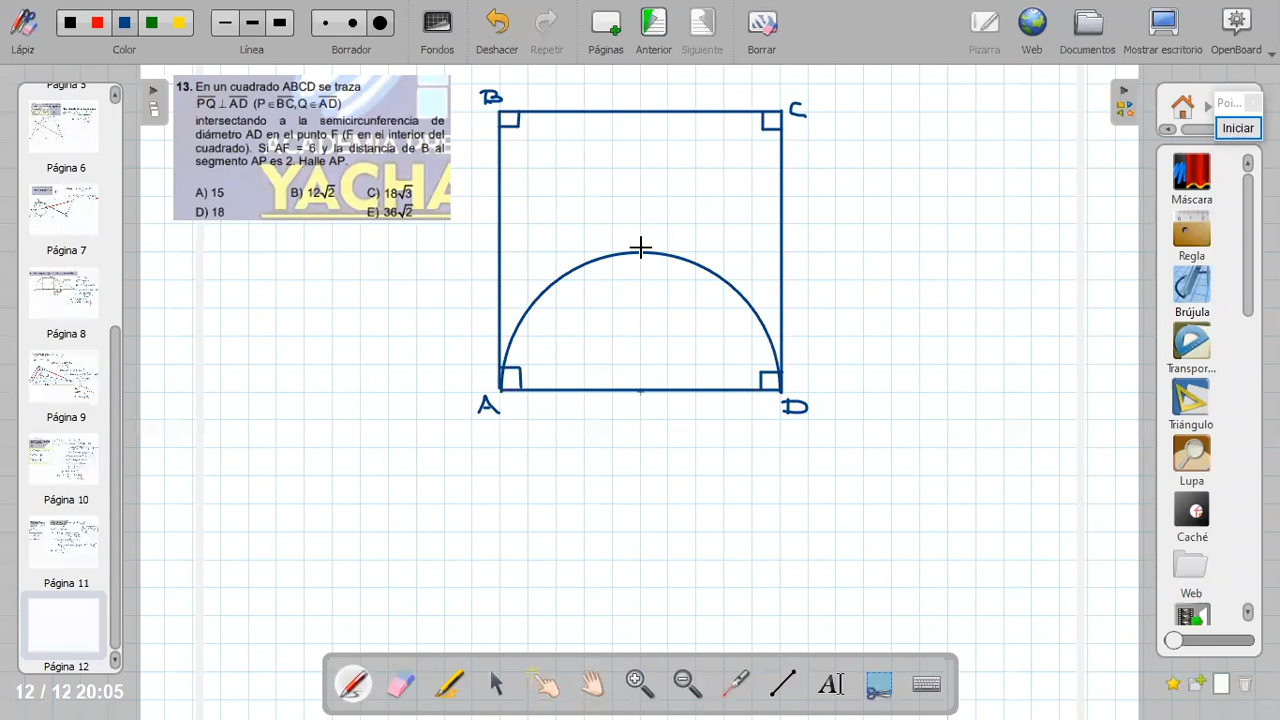 Lápiz
Color
Línea
Borrador
Fondos
Deshacer
Repetir
Páginas
Anterior
Siguiente
Borrar
Pizarra
Web
Documentos
Mostrar escritorio
OpenBoard
Página 6
Página 7
Página 8
Página 9
Página 10
Página 11
Página 12
12 / 12 20:05
13. En un cuadrado ABCD se traza
PQ ⊥ AD (P ∈ BC, Q ∈ AD)
intersectando a la semicircunferencia de
diámetro AD en el punto F (F en el interior del
cuadrado). Si AF = 6 y la distancia de B al
segmento AP es 2. Halle AP.
A) 15 B) 12√2 C) 18√3
D) 18 E) 36√2
YACHA
B
C
A
D
Poi...
Iniciar
Máscara
Regla
Brújula
Transpor...
Triángulo
Lupa
Caché
Web